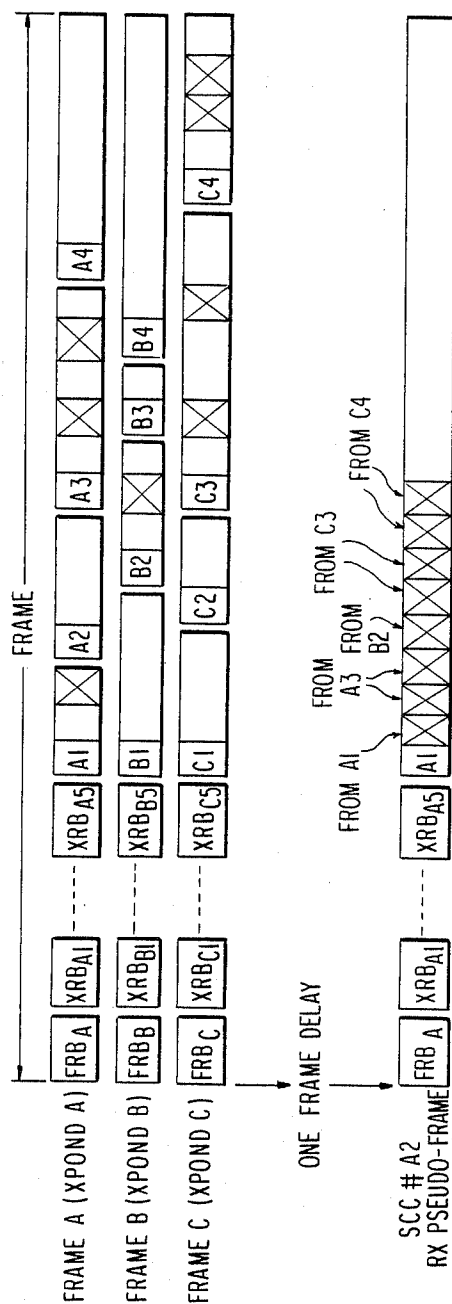 FRAME
FRAME A (XPOND A) FRB A XRB A1 XRB A5 A1 A2 A3 A4
FRAME B (XPOND B) FRB B XRB B1 XRB B5 B1 B2 B3 B4
FRAME C (XPOND C) FRB C XRB C1 XRB C5 C1 C2 C3 C4
ONE FRAME DELAY
FROM A1
FROM
A3
FROM
B2
FROM C3
FROM C4
SCC # A2
RX PSEUDO-FRAME
FRB A XRB A1 XRB A5 A1